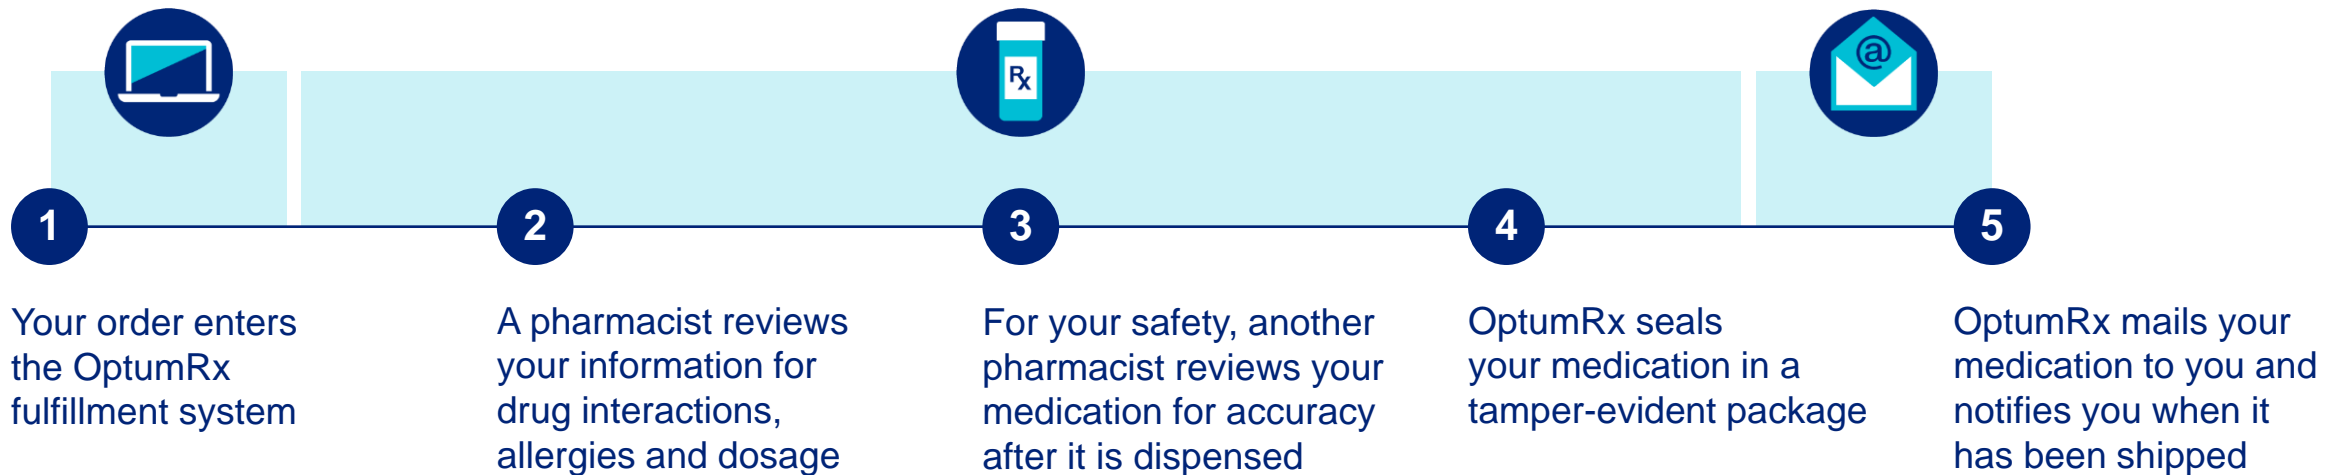 @
Rx
1
2
3
4
5
Your order enters
the OptumRx
fulfillment system
A pharmacist reviews
your information for
drug interactions,
allergies and dosage
For your safety, another
pharmacist reviews your
medication for accuracy
after it is dispensed
OptumRx seals
your medication in a
tamper-evident package
OptumRx mails your
medication to you and
notifies you when it
has been shipped